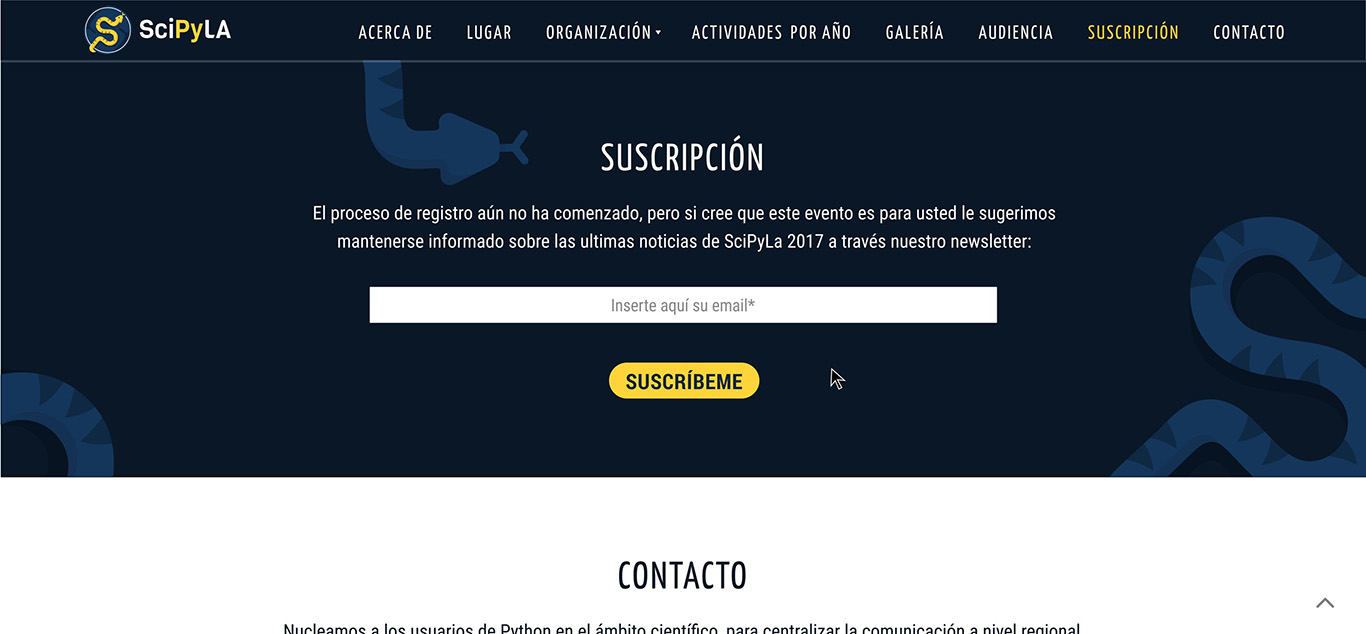 SciPyLA
ACERCA DE LUGAR ORGANIZACIÓN ACTIVIDADES POR AÑO GALERÍA AUDIENCIA SUSCRIPCIÓN CONTACTO
SUSCRIPCIÓN
El proceso de registro aún no ha comenzado, pero si cree que este evento es para usted le sugerimos
mantenerse informado sobre las ultimas noticias de SciPyLa 2017 a través nuestro newsletter:
Inserte aquí su email*
SUSCRÍBEME
CONTACTO
Nucleamos a los usuarios de Python en el ámbito científico, para centralizar la comunicación a nivel regional.